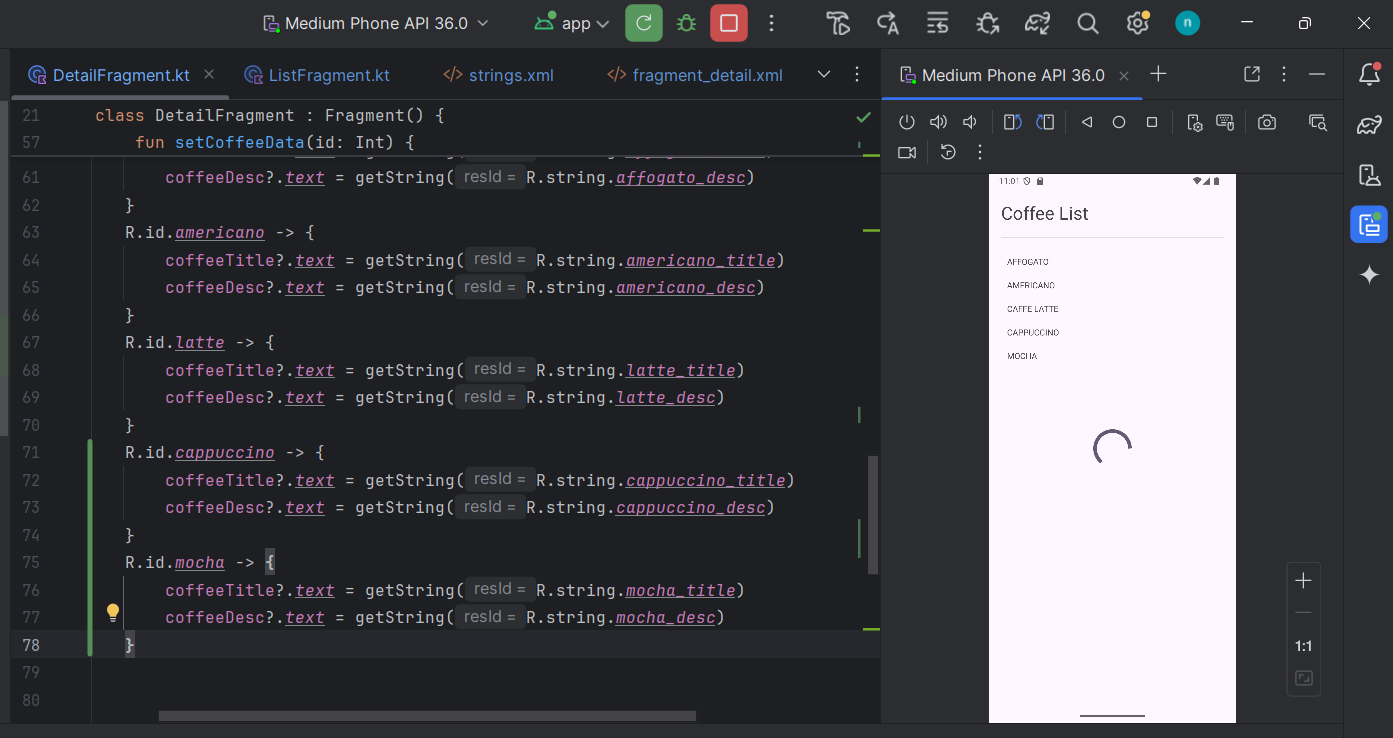 Medium Phone API 36.0
app
n
DetailFragment.kt
ListFragment.kt
</> strings.xml
</> fragment_detail.xml
Medium Phone API 36.0
21 class DetailFragment : Fragment() {
57 fun setCoffeeData(id: Int) {
61 coffeeDesc?.text = getString( resId = R.string.affogato_desc)
62 }
63 R.id.americano -> {
64 coffeeTitle?.text = getString( resId = R.string.americano_title)
65 coffeeDesc?.text = getString( resId = R.string.americano_desc)
66 }
67 R.id.latte -> {
68 coffeeTitle?.text = getString( resId = R.string.latte_title)
69 coffeeDesc?.text = getString( resId = R.string.latte_desc)
70 }
71 R.id.cappuccino -> {
72 coffeeTitle?.text = getString( resId = R.string.cappuccino_title)
73 coffeeDesc?.text = getString( resId = R.string.cappuccino_desc)
74 }
75 R.id.mocha -> {
76 coffeeTitle?.text = getString( resId = R.string.mocha_title)
77 coffeeDesc?.text = getString( resId = R.string.mocha_desc)
78 }
79
80
11:01
Coffee List
AFFOGATO
AMERICANO
CAFFE LATTE
CAPPUCCINO
MOCHA
1:1